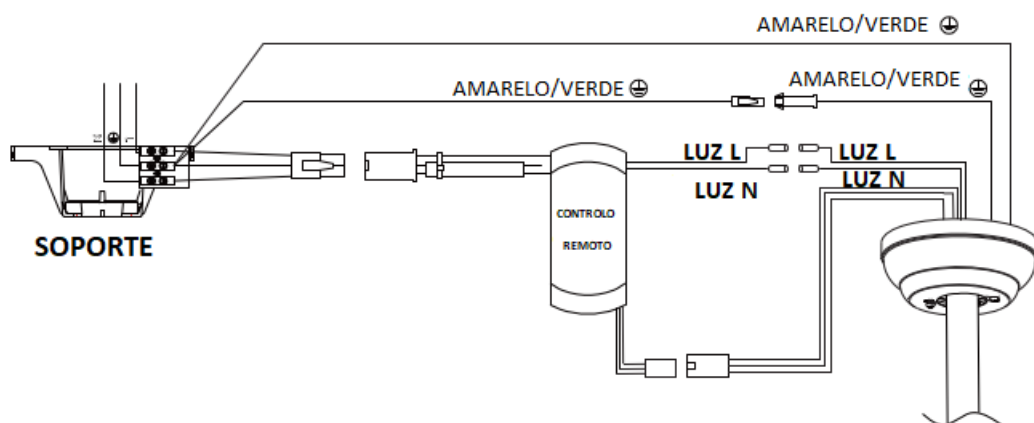 AMARELO/VERDE
AMARELO/VERDE
AMARELO/VERDE
L
LUZ L
LUZ L
LUZ N
LUZ N
CONTROLO
REMOTO
SOPORTE